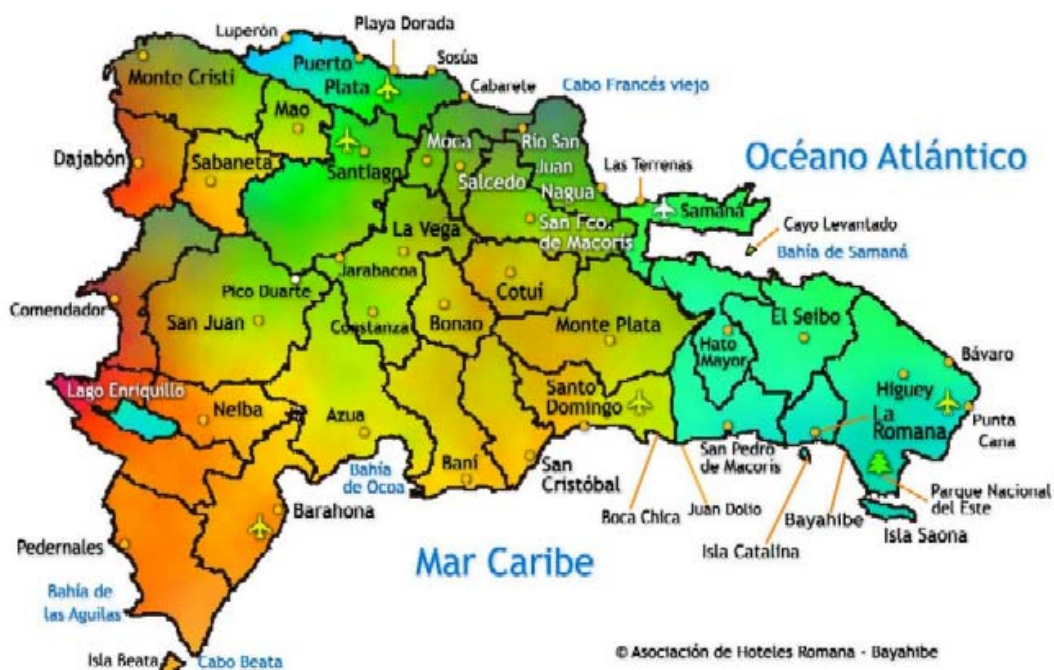 Playa Dorada
Luperón
Sosúa
Puerto
Plata
Cabarete
Monte Cristi
Cabo Francés viejo
Mao
Río San
Juan
Moca
Dajabón
Sabaneta
Santiago
Salcedo
Las Terrenas
Océano Atlántico
Nagua
Samaná
La Vega
San Fco.
de Macorís
Cayo Levantado
Bahía de Samaná
Jarabacoa
Pico Duarte
Cotuí
Comendador
San Juan
Constanza
Bonao
Monte Plata
El Seibo
Hato
Mayor
Bávaro
Lago Enriquillo
Santo
Domingo
Higuey
Neiba
Azua
La
Romana
Punta
Cana
San Pedro
de Macoris
Bahía
de Ocoa
Baní
San
Cristóbal
Parque Nacional
del Este
Barahona
Boca Chica
Juan Dolio
Bayahibe
Isla Saona
Isla Catalina
Pedernales
Mar Caribe
Bahía de
las Aguilas
Isla Beata
Cabo Beata
© Asociación de Hoteles Romana - Bayahibe